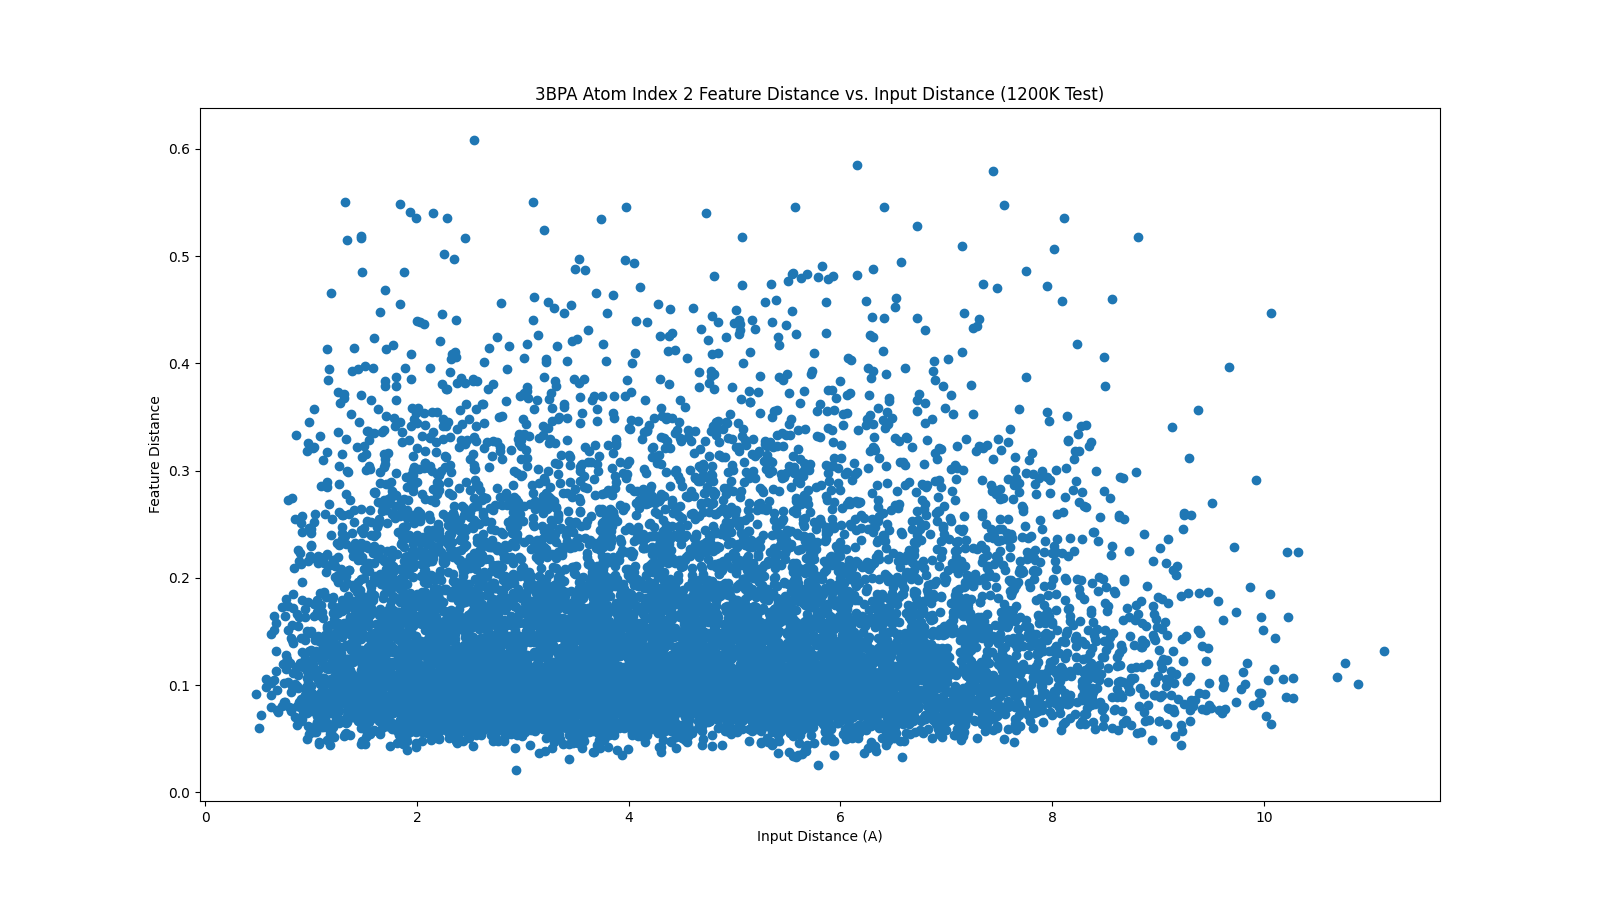 3BPA Atom Index 2 Feature Distance vs. Input Distance (1200K Test)
0.6
0.5
0.4
0.3
0.2
0.1
0.0
Feature Distance
0 2 4 6 8 10
Input Distance (A)